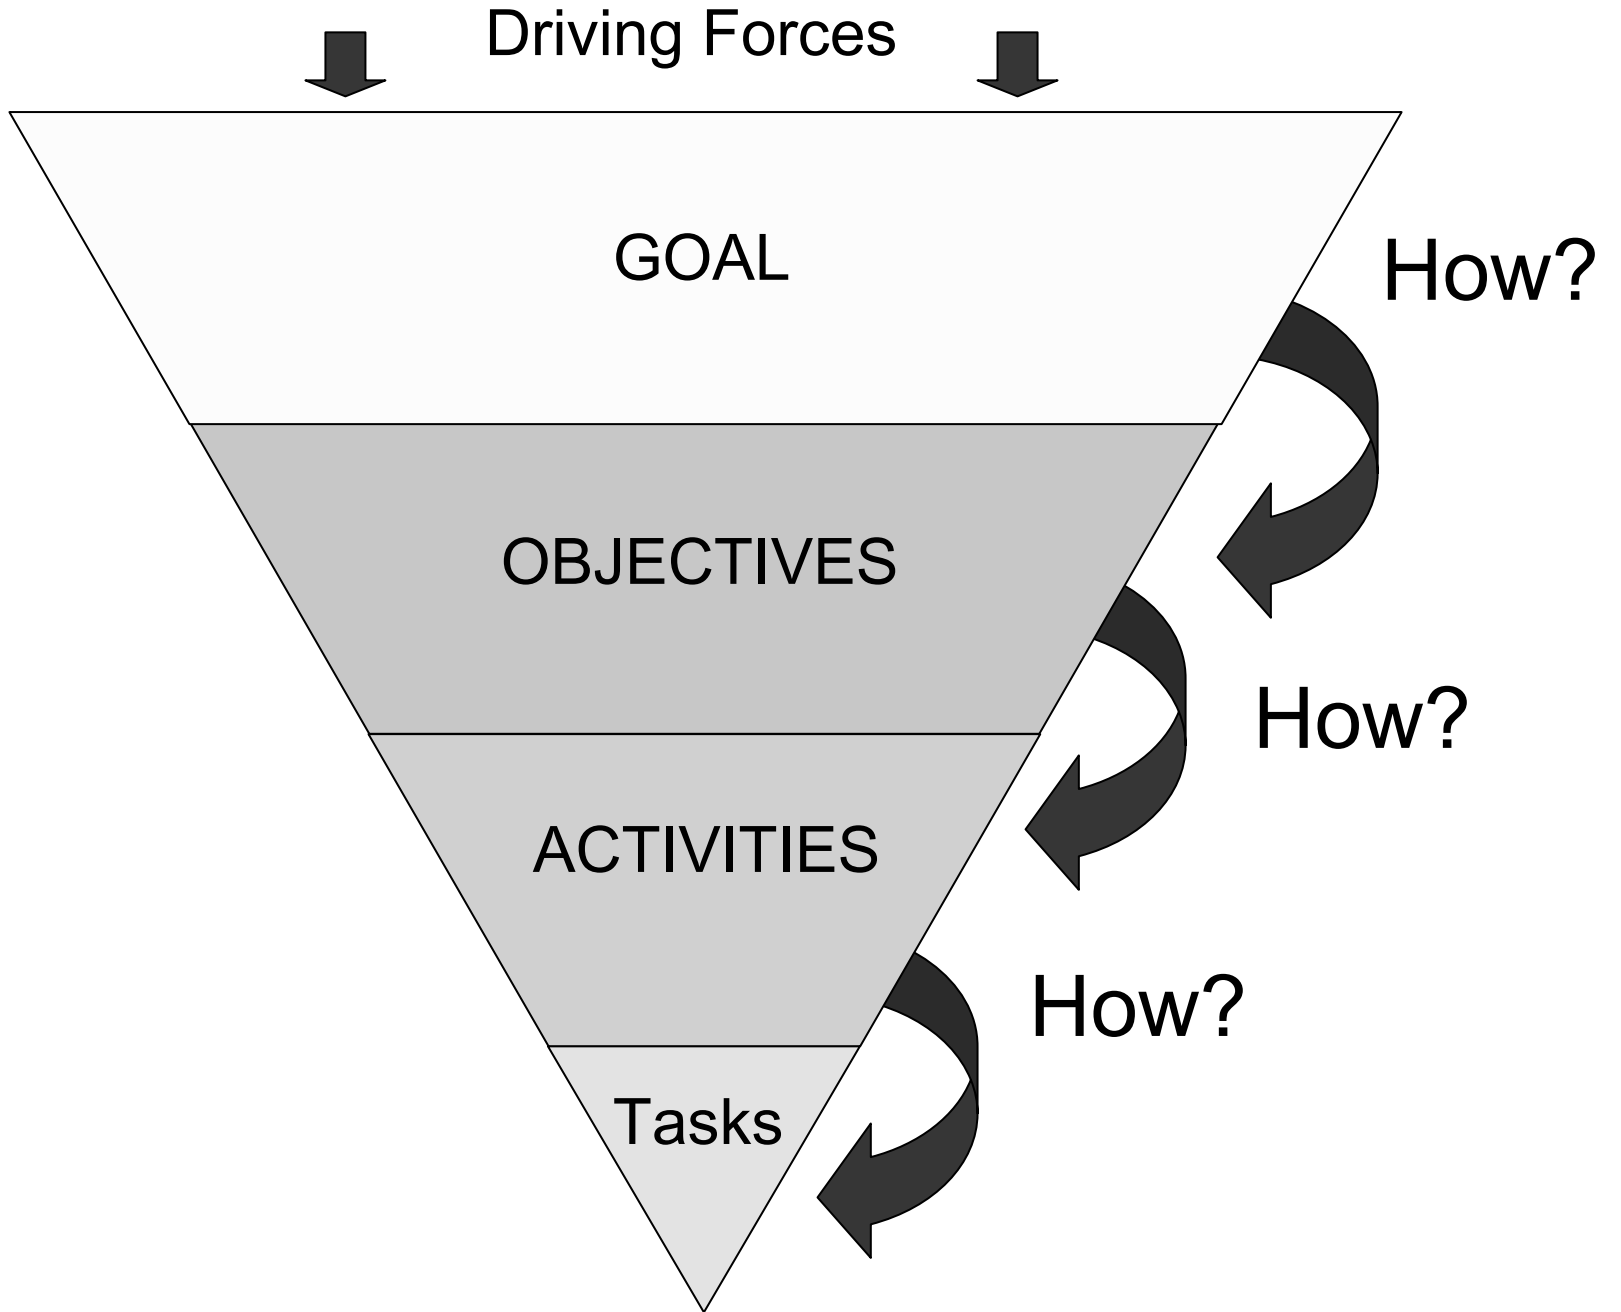 Driving Forces
GOAL
How?
OBJECTIVES
How?
ACTIVITIES
How?
Tasks